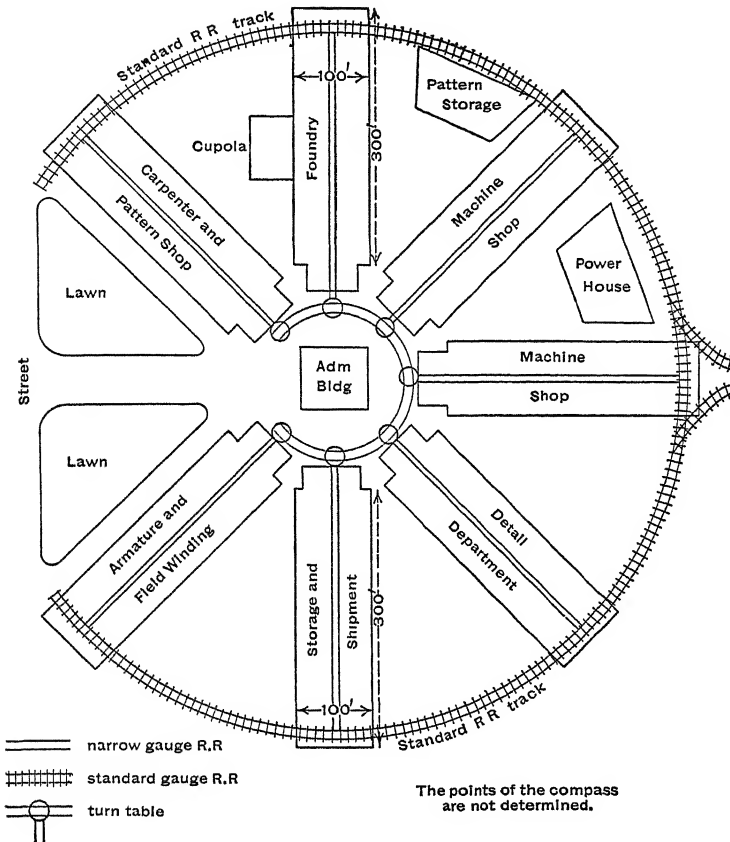 Standard R R track
100'
Pattern
Storage
Cupola
Foundry
300'
Carpenter and
Pattern Shop
Machine
Shop
Power
House
Lawn
Machine
Shop
Adm
Bldg
Street
Lawn
Armature and
Field Winding
Storage and
Shipment
300'
Detail
Department
100'
Standard R R track
narrow gauge R.R
standard gauge R.R
turn table
The points of the compass
are not determined.